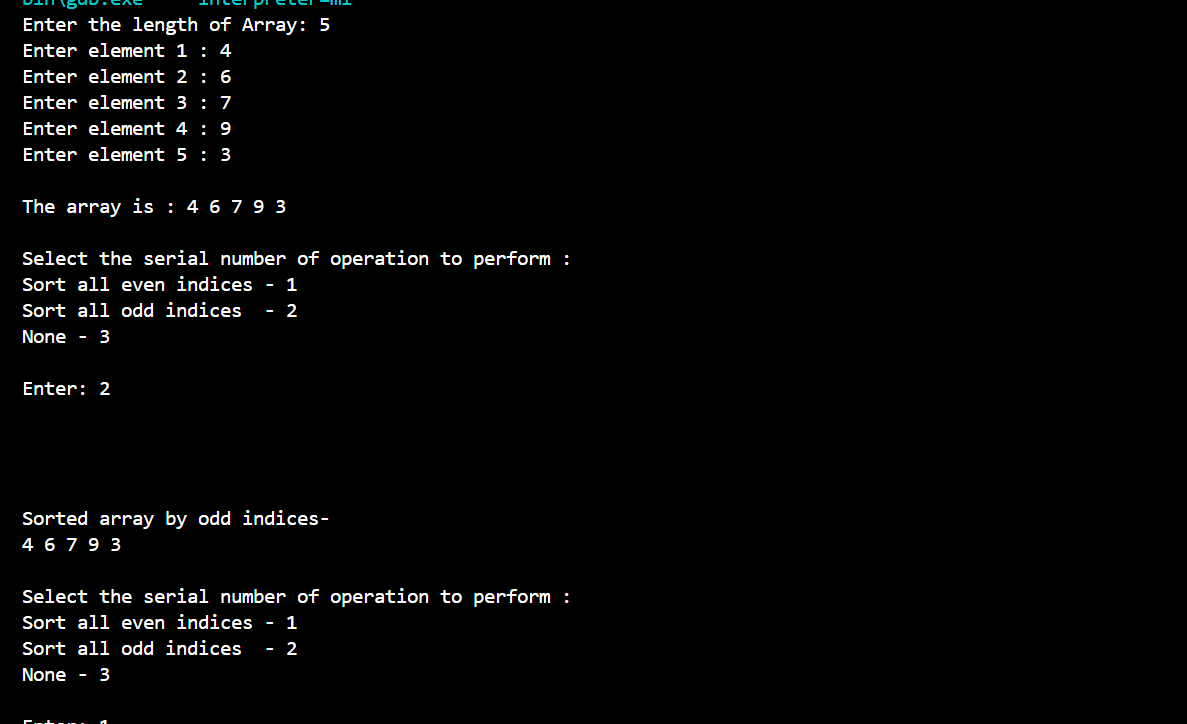 bin\gdb.exe   interpreter=mi
Enter the length of Array: 5
Enter element 1 : 4
Enter element 2 : 6
Enter element 3 : 7
Enter element 4 : 9
Enter element 5 : 3
The array is : 4 6 7 9 3
Select the serial number of operation to perform :
Sort all even indices - 1
Sort all odd indices  - 2
None - 3
Enter: 2
Sorted array by odd indices-
4 6 7 9 3
Select the serial number of operation to perform :
Sort all even indices - 1
Sort all odd indices  - 2
None - 3
Enter: 1